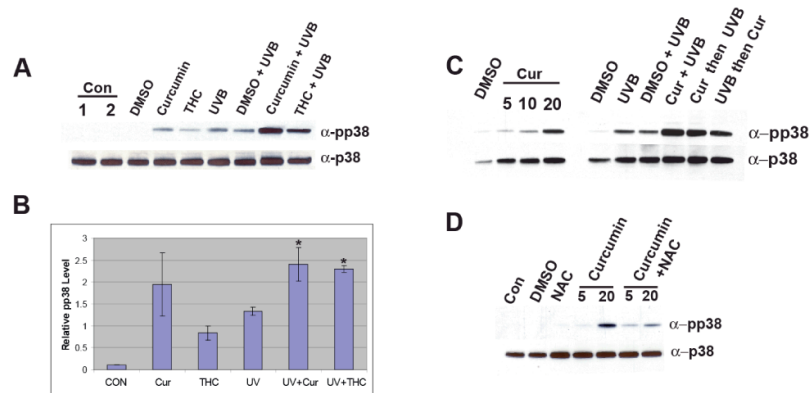 A
Con
1 2
DMSO
Curcumin
THC
UVB
DMSO + UVB
Curcumin + UVB
THC + UVB
α-pp38
α-p38
B
Relative pp38 Level
3
2.5
2
1.5
1
0.5
0
*
*
CON Cur THC UV UV+Cur UV+THC
C
DMSO
Cur
5 10 20
DMSO
UVB
DMSO + UVB
Cur + UVB
Cur then UVB
UVB then Cur
α–pp38
α–p38
D
Con
DMSO
NAC
Curcumin
5 20
Curcumin
+NAC
5 20
α–pp38
α–p38